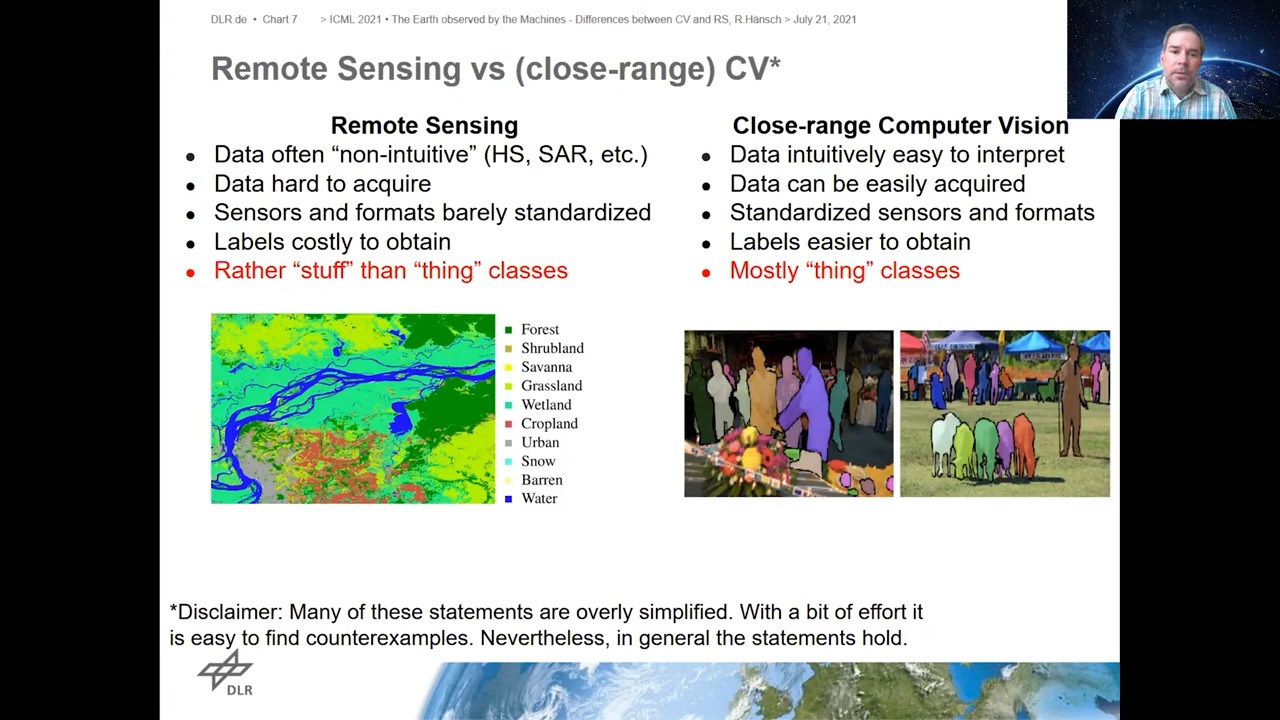 DLR.de • Chart 7 > ICML 2021 • The Earth observed by the Machines - Differences between CV and RS, R.Hänsch > July 21, 2021
Remote Sensing vs (close-range) CV*
Remote Sensing
• Data often “non-intuitive” (HS, SAR, etc.)
• Data hard to acquire
• Sensors and formats barely standardized
• Labels costly to obtain
• Rather “stuff” than “thing” classes
Forest
Shrubland
Savanna
Grassland
Wetland
Cropland
Urban
Snow
Barren
Water
Close-range Computer Vision
• Data intuitively easy to interpret
• Data can be easily acquired
• Standardized sensors and formats
• Labels easier to obtain
• Mostly “thing” classes
*Disclaimer: Many of these statements are overly simplified. With a bit of effort it
is easy to find counterexamples. Nevertheless, in general the statements hold.
DLR